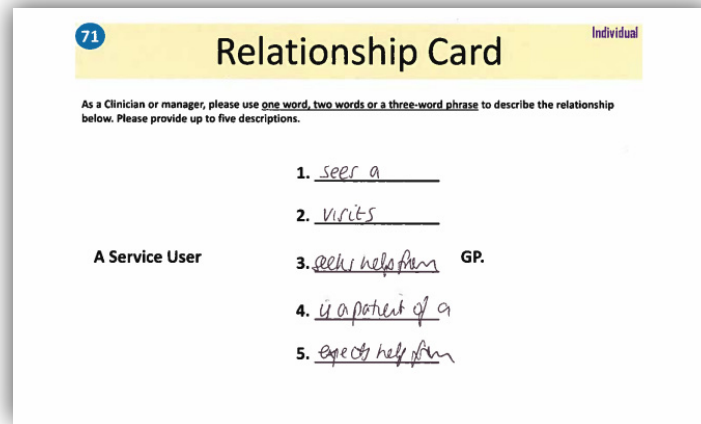 71
Individual
Relationship Card
As a Clinician or manager, please use one word, two words or a three-word phrase to describe the relationship
below. Please provide up to five descriptions.
1. sees a
2. visits
A Service User
3. seeks help from
GP.
4. is a patient of a
5. expects help from